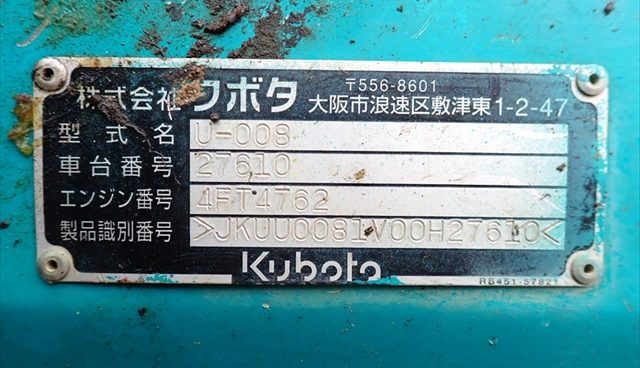 株式会社クボタ 〒556-8601
大阪市浪速区敷津東1-2-47
型式名 U-008
車台番号 27610
エンジン番号 4FT4762
製品識別番号 >JKUU0081V00H27610<
Kubota
RB451-57821